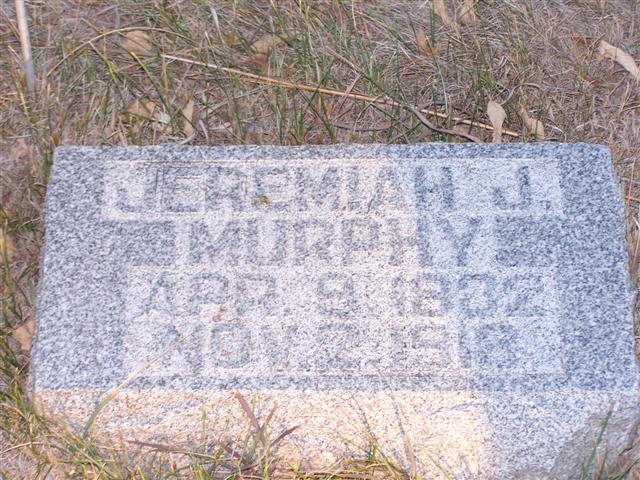 JEREMIAH J.
MURPHY
APR. 9,
NOV. 2,